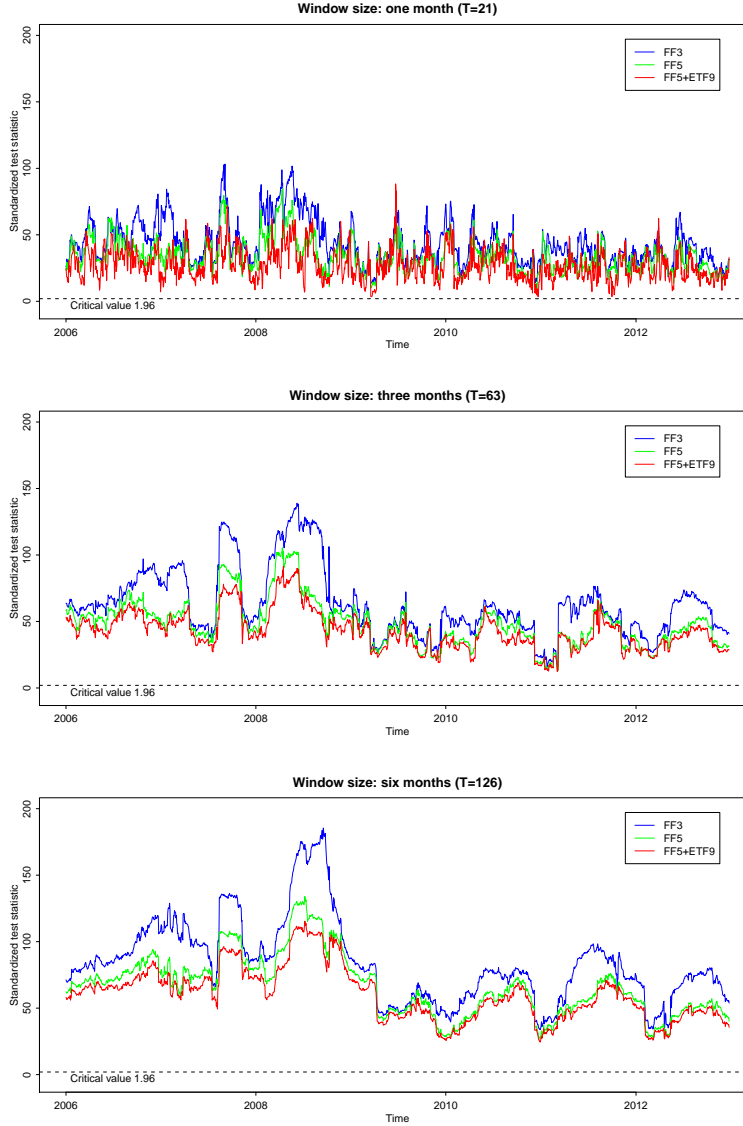 Window size: one month (T=21)
Standardized test statistic
200
150
100
50
0
FF3
FF5
FF5+ETF9
Critical value 1.96
2006 2008 2010 2012
Time
Window size: three months (T=63)
Standardized test statistic
200
150
100
50
0
FF3
FF5
FF5+ETF9
Critical value 1.96
2006 2008 2010 2012
Time
Window size: six months (T=126)
Standardized test statistic
200
150
100
50
0
FF3
FF5
FF5+ETF9
Critical value 1.96
2006 2008 2010 2012
Time